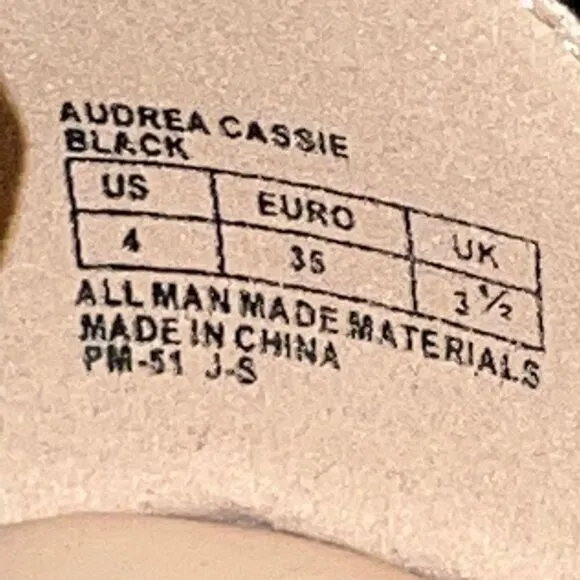 AUDREA CASSIE
BLACK
US EURO UK
4 35 3 1/2
ALL MAN MADE MATERIALS
MADE IN CHINA
PM-51 J-S